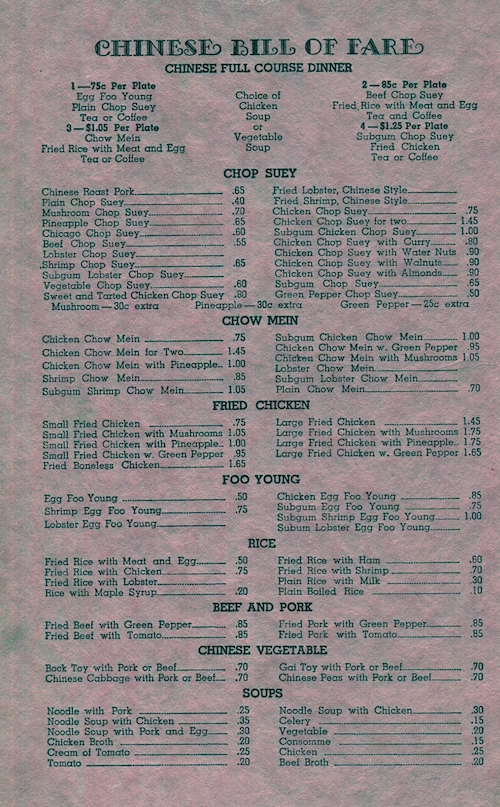 CHINESE BILL OF FARE
CHINESE FULL COURSE DINNER
1—75c Per Plate
Egg Foo Young
Plain Chop Suey
Tea or Coffee
3—$1.05 Per Plate
Chow Mein
Fried Rice with Meat and Egg
Tea or Coffee
Choice of
Chicken
Soup
or
Vegetable
Soup
2—85c Per Plate
Beef Chop Suey
Fried Rice with Meat and Egg
Tea and Coffee
4—$1.25 Per Plate
Subgum Chop Suey
Fried Chicken
Tea or Coffee
CHOP SUEY
Chinese Roast Pork .65
Plain Chop Suey .40
Mushroom Chop Suey .70
Pineapple Chop Suey .65
Chicago Chop Suey .60
Beef Chop Suey .55
Lobster Chop Suey
Shrimp Chop Suey .65
Subgum Lobster Chop Suey
Vegetable Chop Suey .60
Sweet and Tarted Chicken Chop Suey .80
Fried Lobster, Chinese Style
Fried Shrimp, Chinese Style
Chicken Chop Suey .75
Chicken Chop Suey for two 1.45
Subgum Chicken Chop Suey 1.00
Chicken Chop Suey with Curry .80
Chicken Chop Suey with Water Nuts .90
Chicken Chop Suey with Walnuts .90
Chicken Chop Suey with Almonds .90
Subgum Chop Suey .65
Green Pepper Chop Suey .50
Mushroom—30c extra Pineapple—30c extra Green Pepper—25c extra
CHOW MEIN
Chicken Chow Mein .75
Chicken Chow Mein for Two 1.45
Chicken Chow Mein with Pineapple 1.00
Shrimp Chow Mein .85
Subgum Shrimp Chow Mein 1.05
Subgum Chicken Chow Mein 1.00
Chicken Chow Mein w. Green Pepper .95
Chicken Chow Mein with Mushrooms 1.05
Lobster Chow Mein
Subgum Lobster Chow Mein
Plain Chow Mein .70
FRIED CHICKEN
Small Fried Chicken .75
Small Fried Chicken with Mushrooms 1.05
Small Fried Chicken with Pineapple 1.00
Small Fried Chicken w. Green Pepper .95
Fried Boneless Chicken 1.65
Large Fried Chicken 1.45
Large Fried Chicken with Mushrooms 1.75
Large Fried Chicken with Pineapple 1.75
Large Fried Chicken w. Green Pepper 1.65
FOO YOUNG
Egg Foo Young .50
Shrimp Egg Foo Young .75
Lobster Egg Foo Young
Chicken Egg Foo Young .85
Subgum Egg Foo Young .75
Subgum Shrimp Egg Foo Young 1.00
Subum Lobster Egg Foo Young
RICE
Fried Rice with Meat and Egg .50
Fried Rice with Chicken .75
Fried Rice with Lobster
Rice with Maple Syrup .20
Fried Rice with Ham .60
Fried Rice with Shrimp .70
Plain Rice with Milk .30
Plain Boiled Rice .10
BEEF AND PORK
Fried Beef with Green Pepper .85
Fried Beef with Tomato .85
Fried Pork with Green Pepper .85
Fried Pork with Tomato .85
CHINESE VEGETABLE
Back Toy with Pork or Beef .70
Chinese Cabbage with Pork or Beef .70
Gai Toy with Pork or Beef .70
Chinese Peas with Pork or Beef .70
SOUPS
Noodle with Pork .25
Noodle Soup with Chicken .35
Noodle Soup with Pork and Egg .30
Chicken Broth .20
Cream of Tomato .25
Tomato .20
Noodle Soup with Chicken .30
Celery .15
Vegetable .20
Consomme .15
Chicken .25
Beef Broth .20